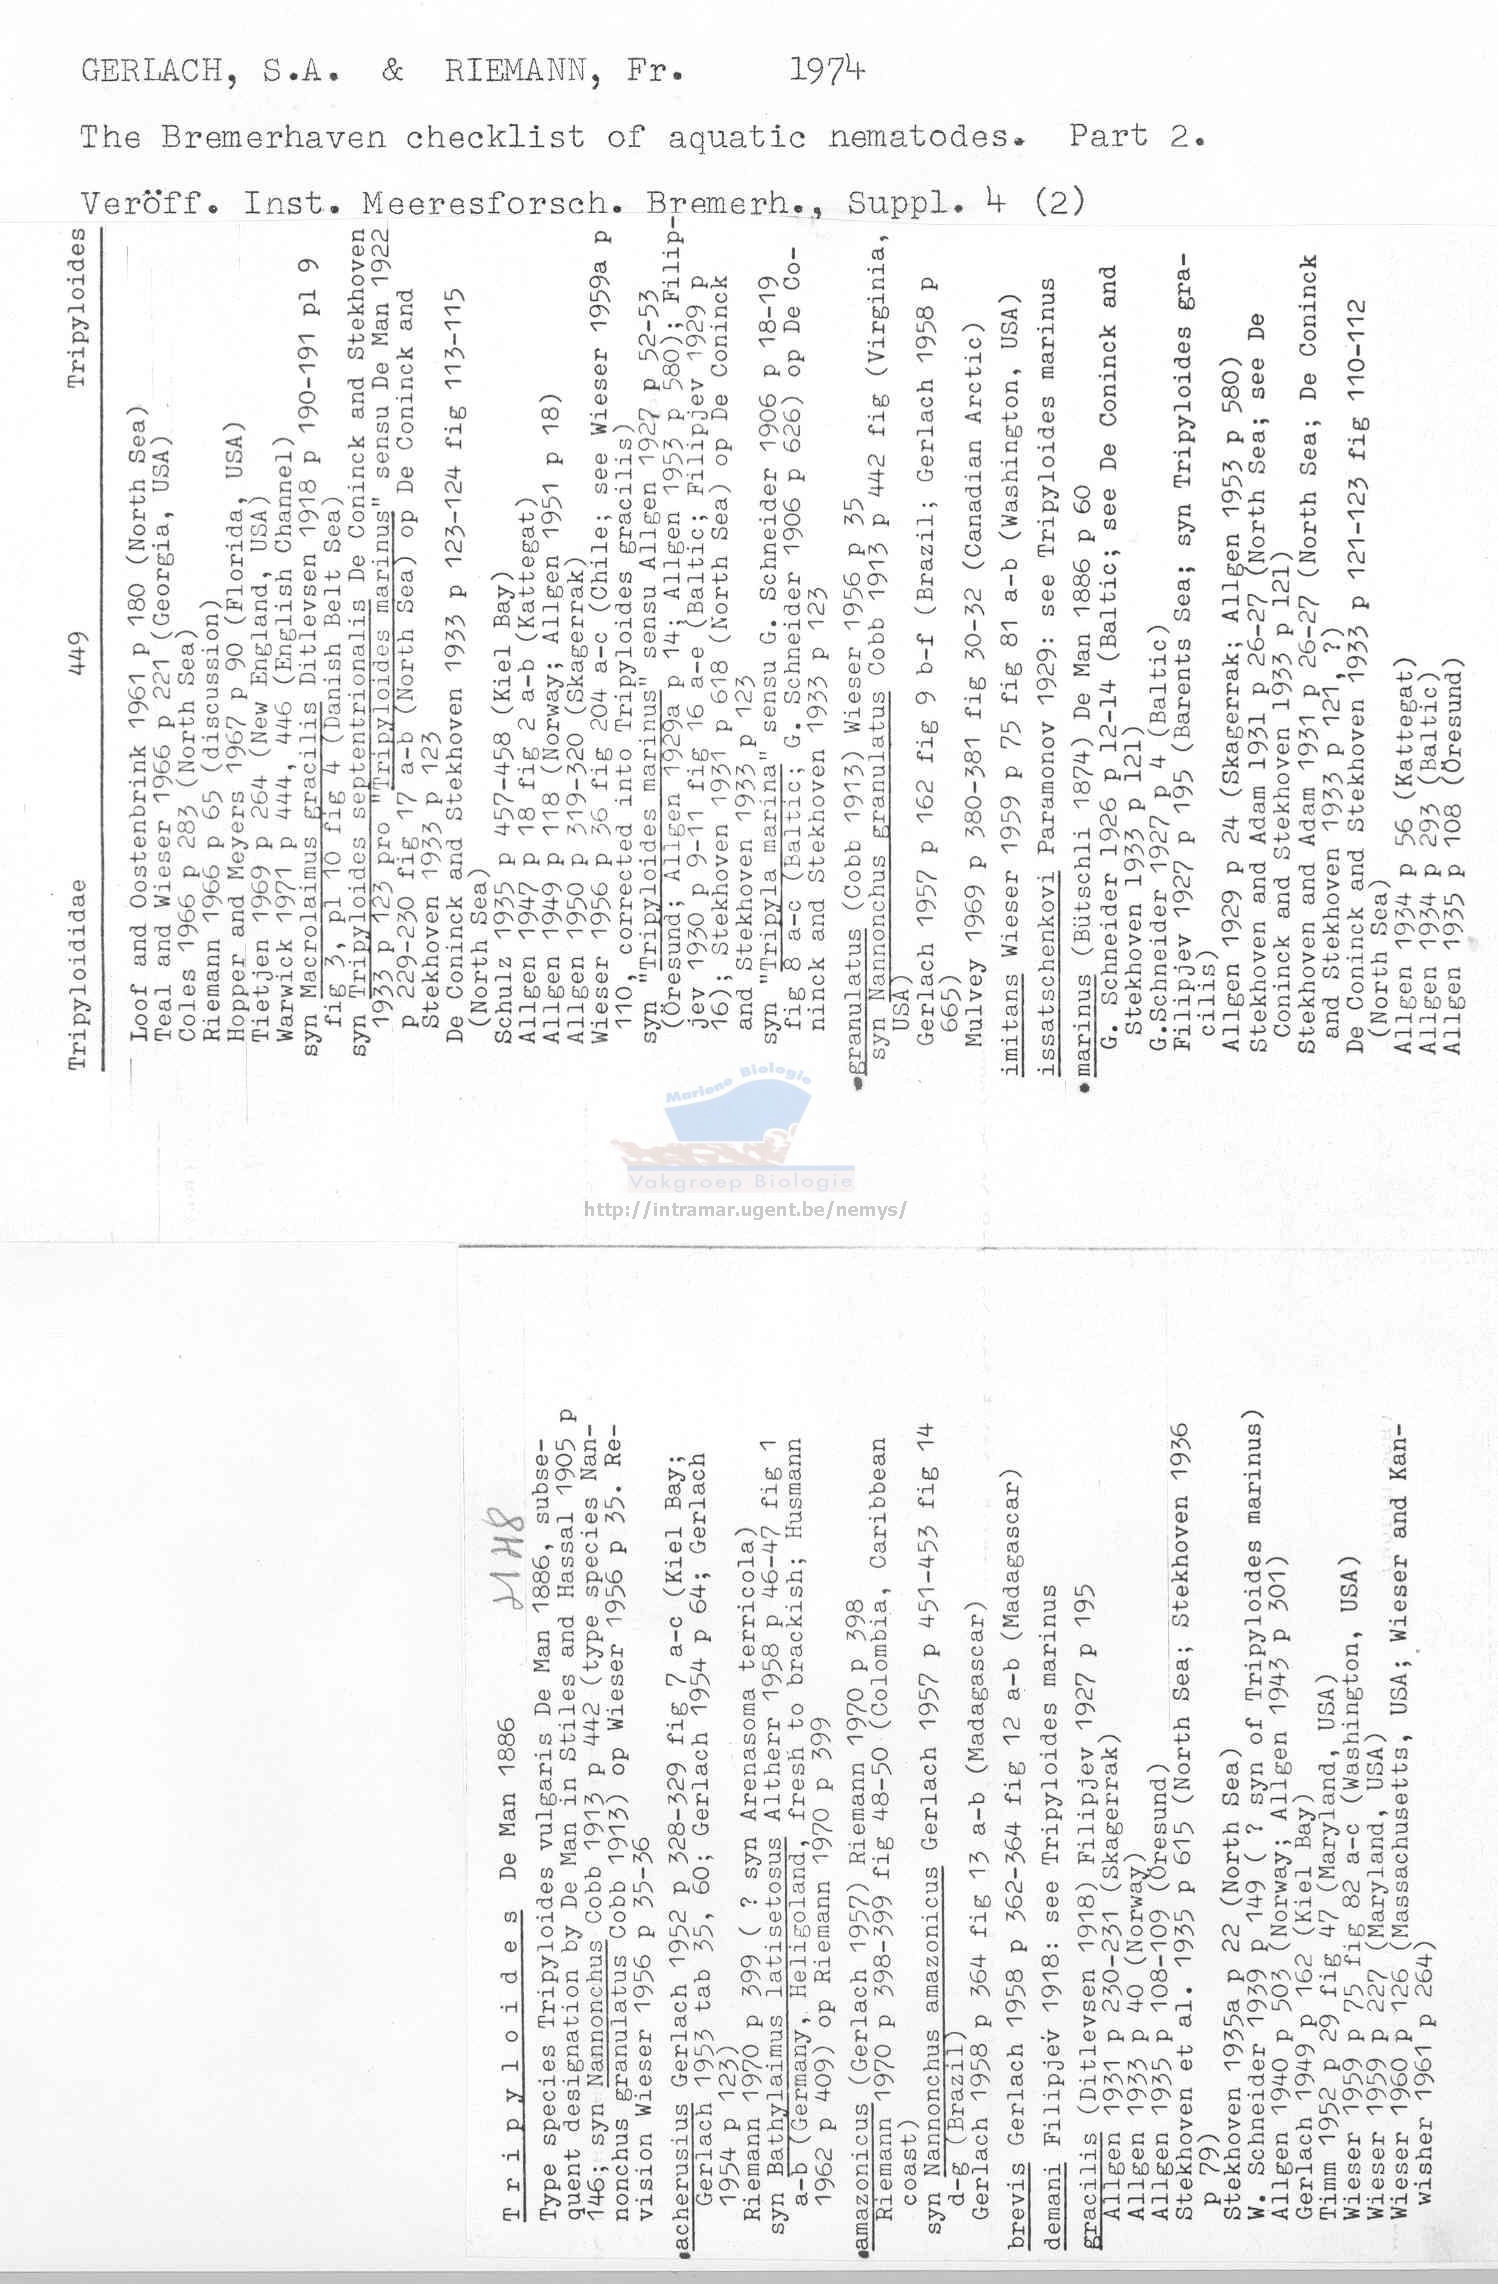 GERLACH, S.A. & RIEMANN, Fr. 1974
The Bremerhaven checklist of aquatic nematodes. Part 2.
Veröff. Inst. Meeresforsch. Bremerh., Suppl. 4 (2)
Tripyloididae 449 Tripyloides
Loof and Oostenbrink 1961 p 180 (North Sea)
Teal and Wieser 1966 p 221 (Georgia, USA)
Coles 1966 p 283 (North Sea)
Riemann 1966 p 65 (discussion)
Hopper and Meyers 1967 p 90 (Florida, USA)
Tietjen 1969 p 264 (New England, USA)
Warwick 1971 p 444, 446 (English Channel)
syn Macrolaimus gracilis Ditlevsen 1918 p 190-191 pl 9
fig 3, pl 10 fig 4 (Danish Belt Sea)
syn Tripyloides septentrionalis De Coninck and Stekhoven
1933 p 123 pro "Tripyloides marinus" sensu De Man 1922
p 229-230 fig 17 a-b (North Sea) op De Coninck and
Stekhoven 1933 p 123
De Coninck and Stekhoven 1933 p 123-124 fig 113-115
(North Sea)
Schulz 1935 p 457-458 (Kiel Bay)
Allgen 1947 p 18 fig 2 a-b (Kattegat)
Allgen 1949 p 118 (Norway; Allgen 1951 p 18)
Allgen 1950 p 319-320 (Skagerrak)
Wieser 1956 p 36 fig 204 a-c (Chile; see Wieser 1959a p
110, corrected into Tripyloides gracilis)
syn "Tripyloides marinus" sensu Allgen 1927 p 52-53
(Öresund; Allgen 1929a p 14; Allgen 1953 p 580); Filip-
jev 1930 p 9-11 fig 16 a-e (Baltic; Filipjev 1929 p
16); Stekhoven 1931 p 618 (North Sea) op De Coninck
and Stekhoven 1933 p 123
syn "Tripyla marina" sensu G. Schneider 1906 p 18-19
fig 8 a-c (Baltic; G. Schneider 1906 p 626) op De Co-
ninck and Stekhoven 1933 p 123
granulatus (Cobb 1913) Wieser 1956 p 35
syn Nannonchus granulatus Cobb 1913 p 442 fig (Virginia,
USA)
Gerlach 1957 p 162 fig 9 b-f (Brazil; Gerlach 1958 p
665)
Mulvey 1969 p 380-381 fig 30-32 (Canadian Arctic)
imitans Wieser 1959 p 75 fig 81 a-b (Washington, USA)
issatschenkovi Paramonov 1929: see Tripyloides marinus
marinus (Bütschli 1874) De Man 1886 p 60
G. Schneider 1926 p 12-14 (Baltic; see De Coninck and
Stekhoven 1933 p 121)
G.Schneider 1927 p 4 (Baltic)
Filipjev 1927 p 195 (Barents Sea; syn Tripyloides gra-
cilis)
Allgen 1929 p 24 (Skagerrak; Allgen 1953 p 580)
Stekhoven and Adam 1931 p 26-27 (North Sea; see De
Coninck and Stekhoven 1933 p 121)
Stekhoven and Adam 1931 p 26-27 (North Sea; De Coninck
and Stekhoven 1933 p 121, ?)
De Coninck and Stekhoven 1933 p 121-123 fig 110-112
(North Sea)
Allgen 1934 p 56 (Kattegat)
Allgen 1934 p 293 (Baltic)
Allgen 1935 p 108 (Öresund)
Mariene Biologie
Vakgroep Biologie
http://intramar.ugent.be/nemys/
Tripyloides De Man 1886
Type species Tripyloides vulgaris De Man 1886, subse-
quent designation by De Man in Stiles and Hassal 1905 p
146; syn Nannonchus Cobb 1913 p 442 (type species Nan-
nonchus granulatus Cobb 1913) op Wieser 1956 p 35. Re-
vision Wieser 1956 p 35-36
acherusius Gerlach 1952 p 328-329 fig 7 a-c (Kiel Bay;
Gerlach 1953 tab 35, 60; Gerlach 1954 p 64; Gerlach
1954 p 123)
Riemann 1970 p 399 ( ? syn Arenasoma terricola)
syn Bathylaimus latisetosus Altherr 1958 p 46-47 fig 1
a-b (Germany, Heligoland, fresh to brackish; Husmann
1962 p 409) op Riemann 1970 p 399
amazonicus (Gerlach 1957) Riemann 1970 p 398
Riemann 1970 p 398-399 fig 48-50 (Colombia, Caribbean
coast)
syn Nannonchus amazonicus Gerlach 1957 p 451-453 fig 14
d-g (Brazil)
Gerlach 1958 p 364 fig 13 a-b (Madagascar)
brevis Gerlach 1958 p 362-364 fig 12 a-b (Madagascar)
demani Filipjev 1918: see Tripyloides marinus
gracilis (Ditlevsen 1918) Filipjev 1927 p 195
Allgen 1931 p 230-231 (Skagerrak)
Allgen 1933 p 40 (Norway)
Allgen 1935 p 108-109 (Öresund)
Stekhoven et al. 1935 p 615 (North Sea; Stekhoven 1936
p 79)
Stekhoven 1935a p 22 (North Sea)
W. Schneider 1939 p 149 ( ? syn of Tripyloides marinus)
Allgen 1940 p 503 (Norway; Allgen 1943 p 301)
Gerlach 1949 p 162 (Kiel Bay)
Timm 1952 p 29 fig 47 (Maryland, USA)
Wieser 1959 p 75 fig 82 a-c (Washington, USA)
Wieser 1959 p 227 (Maryland, USA)
Wieser 1960 p 126 (Massachusetts, USA; Wieser and Kan-
wisher 1961 p 264)